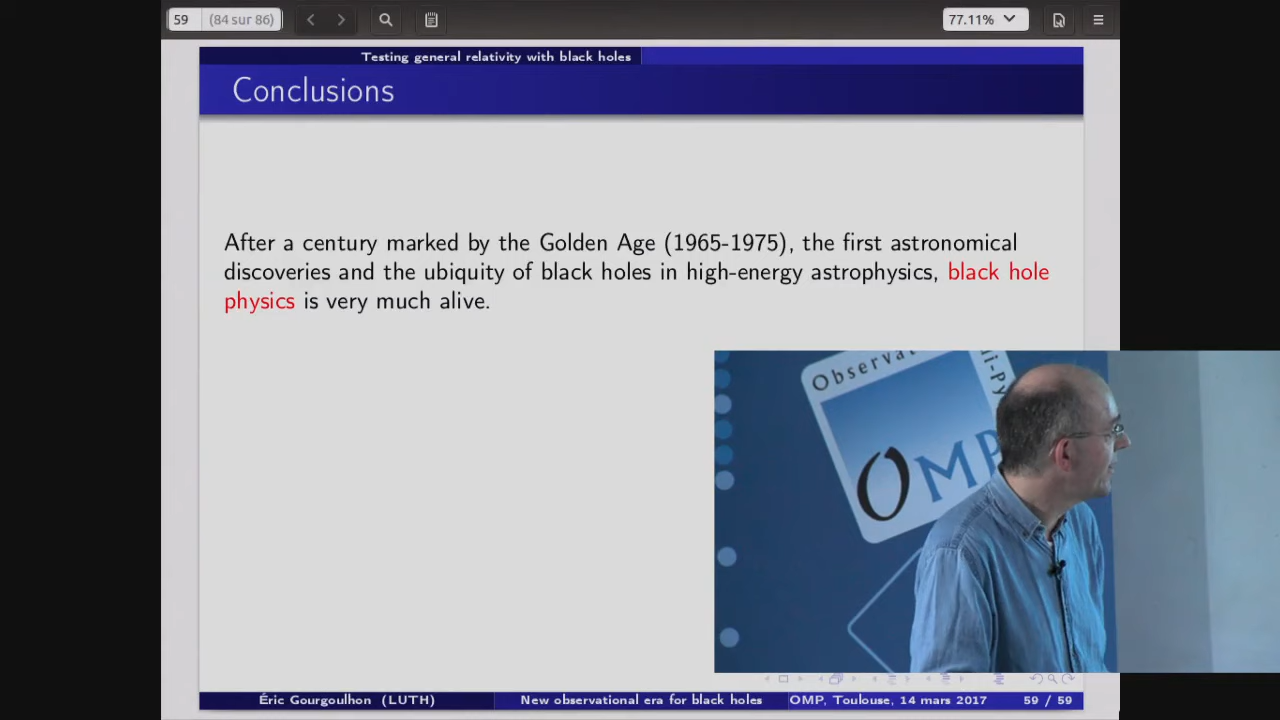 59 (84 sur 86)
77.11%
Testing general relativity with black holes
Conclusions
After a century marked by the Golden Age (1965-1975), the first astronomical
discoveries and the ubiquity of black holes in high-energy astrophysics, black hole
physics is very much alive.
OMP
Éric Gourgoulhon (LUTH) New observational era for black holes OMP, Toulouse, 14 mars 2017 59 / 59